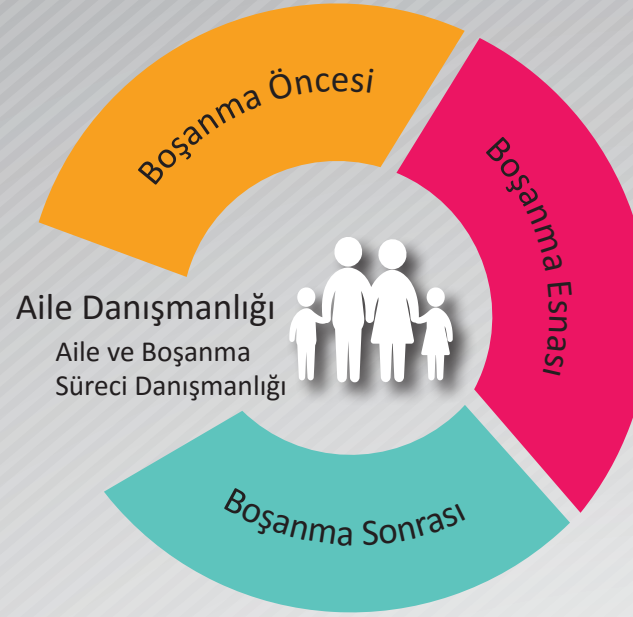 Boşanma Öncesi
Boşanma Esnası
Aile Danışmanlığı
Aile ve Boşanma
Süreci Danışmanlığı
Boşanma Sonrası